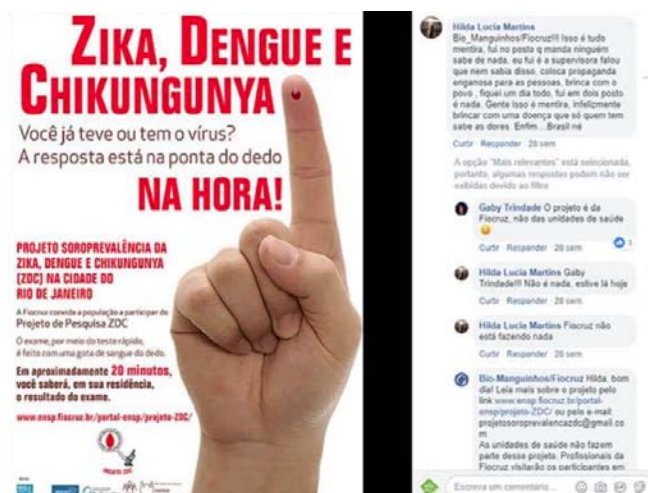 ZIKA, DENGUE E
CHIKUNGUNYA
Você já teve ou tem o vírus?
A resposta está na ponta do dedo
NA HORA!
PROJETO SOROPREVALÊNCIA DA
ZIKA, DENGUE E CHIKUNGUNYA
(ZDC) NA CIDADE DO
RIO DE JANEIRO
A Fiocruz convida a população a participar do
Projeto de Pesquisa ZDC
O exame, por meio do teste rápido,
é feito com uma gota de sangue do dedo.
Em aproximadamente 20 minutos,
você saberá, em sua residência,
o resultado do exame.
www.ensp.fiocruz.br/portal-ensp/projeto-ZDC/
PROJETO ZDC
Hilda Lucia Martins
Bio_Manguinhos/Fiocruz!!! Isso é tudo
mentira, fui no posto q manda ninguém
sabe de nada, eu fui é a supervisora falou
que nem sabia disso, coloca propaganda
enganosa para as pessoas, brinca com o
povo , fiquei um dia todo, fui em dois posto
é nada. Gente Isso é mentira, infelizmente
brincar com uma doença que só quem tem
sabe as dores. Enfim... Brasil né
Curtir Responder 28 sem
A opção "Mais relevantes" está selecionada,
portanto, algumas respostas podem não ser
exibidas devido ao filtro
Gaby Trindade O projeto é da
Fiocruz, não das unidades de saúde
Curtir Responder 28 sem
3
Hilda Lucia Martins Gaby
Trindade!!! Não é nada, estive lá hoje
Curtir Responder 28 sem
Hilda Lucia Martins Fiocruz não
está fazendo nada
Curtir Responder 28 sem
Bio-Manguinhos/Fiocruz Hilda, bom
dia! Leia mais sobre o projeto pelo
link www.ensp.fiocruz.br/portal-
ensp/projeto-ZDC/ ou pelo e-mail:
projetosoroprevalencazdc@gmail.co
m
As unidades de saúde não fazem
parte desse projeto. Profissionais da
Fiocruz visitarão os participantes em
Escreva um comentário...